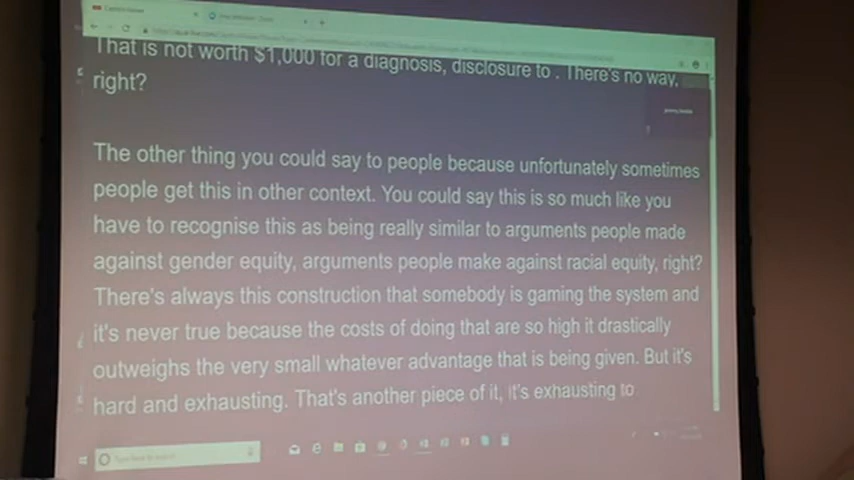 That is not worth $1,000 for a diagnosis, disclosure to . There's no way,
right?
The other thing you could say to people because unfortunately sometimes
people get this in other context. You could say this is so much like you
have to recognise this as being really similar to arguments people made
against gender equity, arguments people make against racial equity, right?
There's always this construction that somebody is gaming the system and
it's never true because the costs of doing that are so high it drastically
outweighs the very small whatever advantage that is being given. But it's
hard and exhausting. That's another piece of it, it's exhausting to